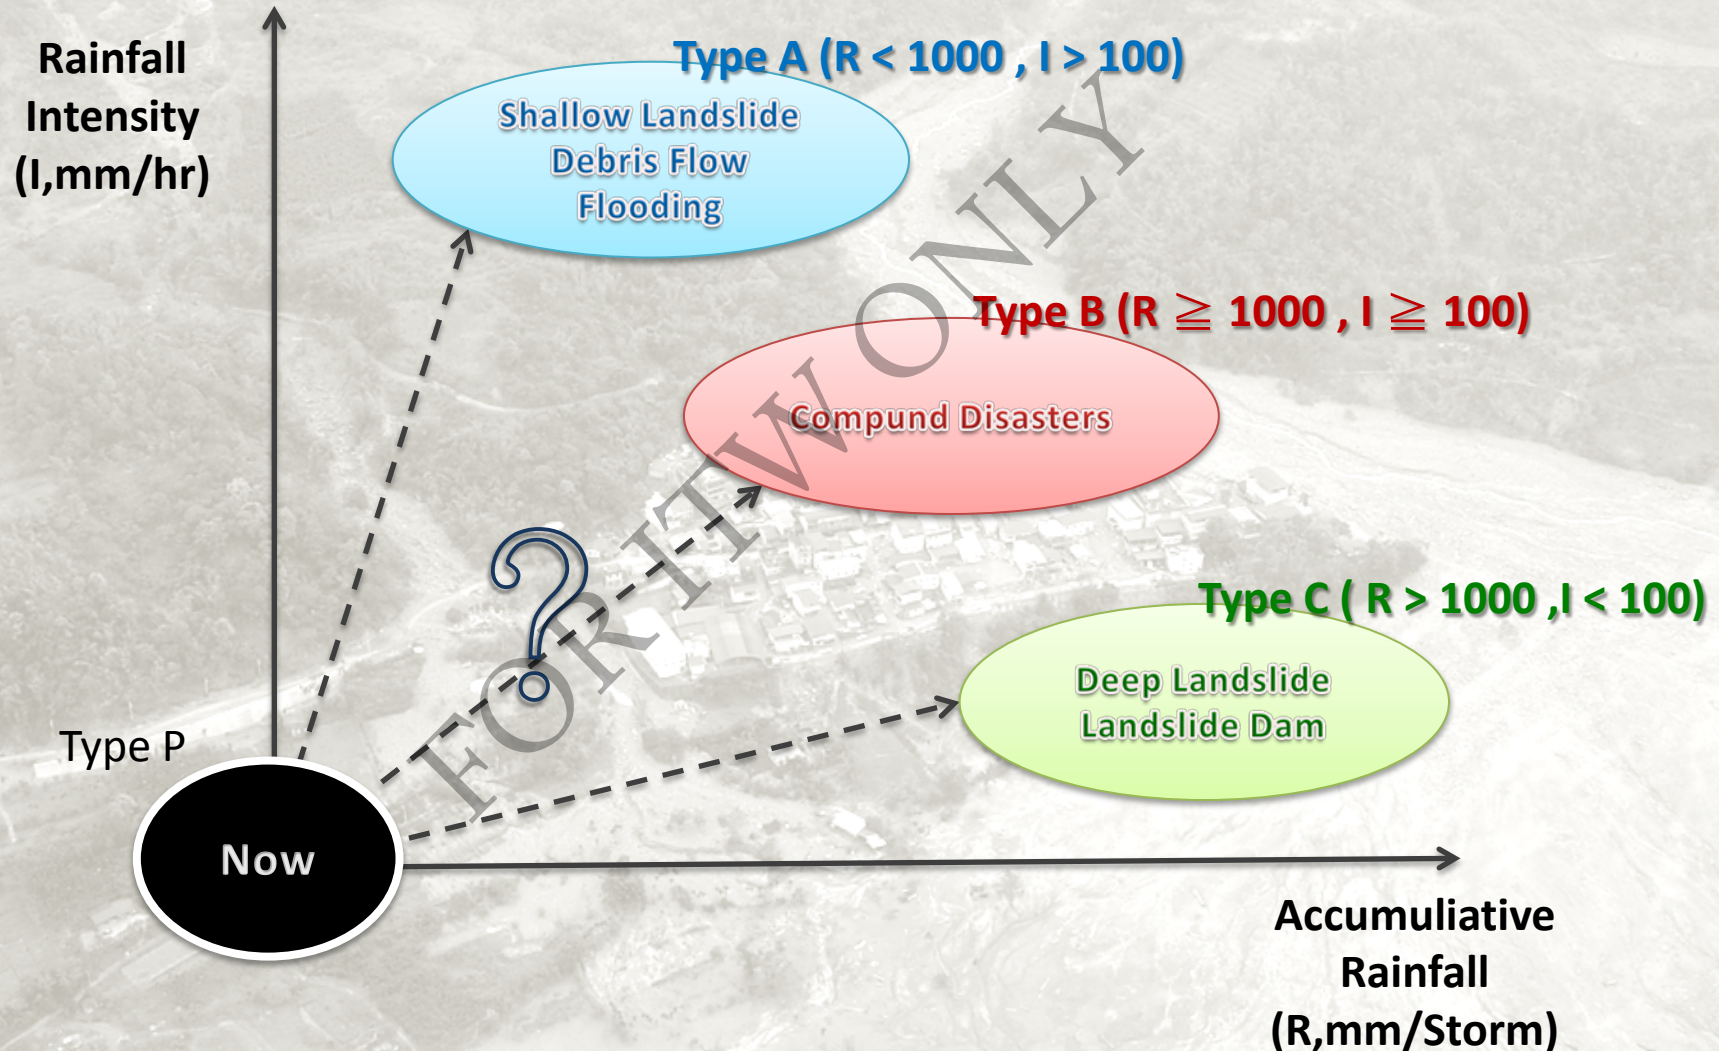 Rainfall
Intensity
(I,mm/hr)
Type A (R < 1000 , I > 100)
Shallow Landslide
Debris Flow
Flooding
Type B (R ≧ 1000 , I ≧ 100)
Compund Disasters
?
Type C ( R > 1000 ,I < 100)
Deep Landslide
Landslide Dam
Type P
Now
Accumuliative
Rainfall
(R,mm/Storm)
FOR ITW ONLY